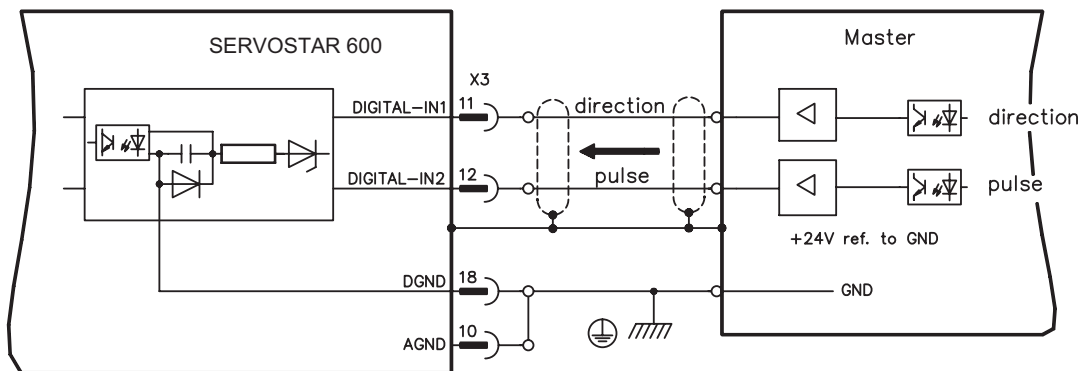 SERVOSTAR 600
Master
X3
DIGITAL-IN1
11
direction
direction
DIGITAL-IN2
12
pulse
pulse
+24V ref. to GND
DGND
18
GND
AGND
10